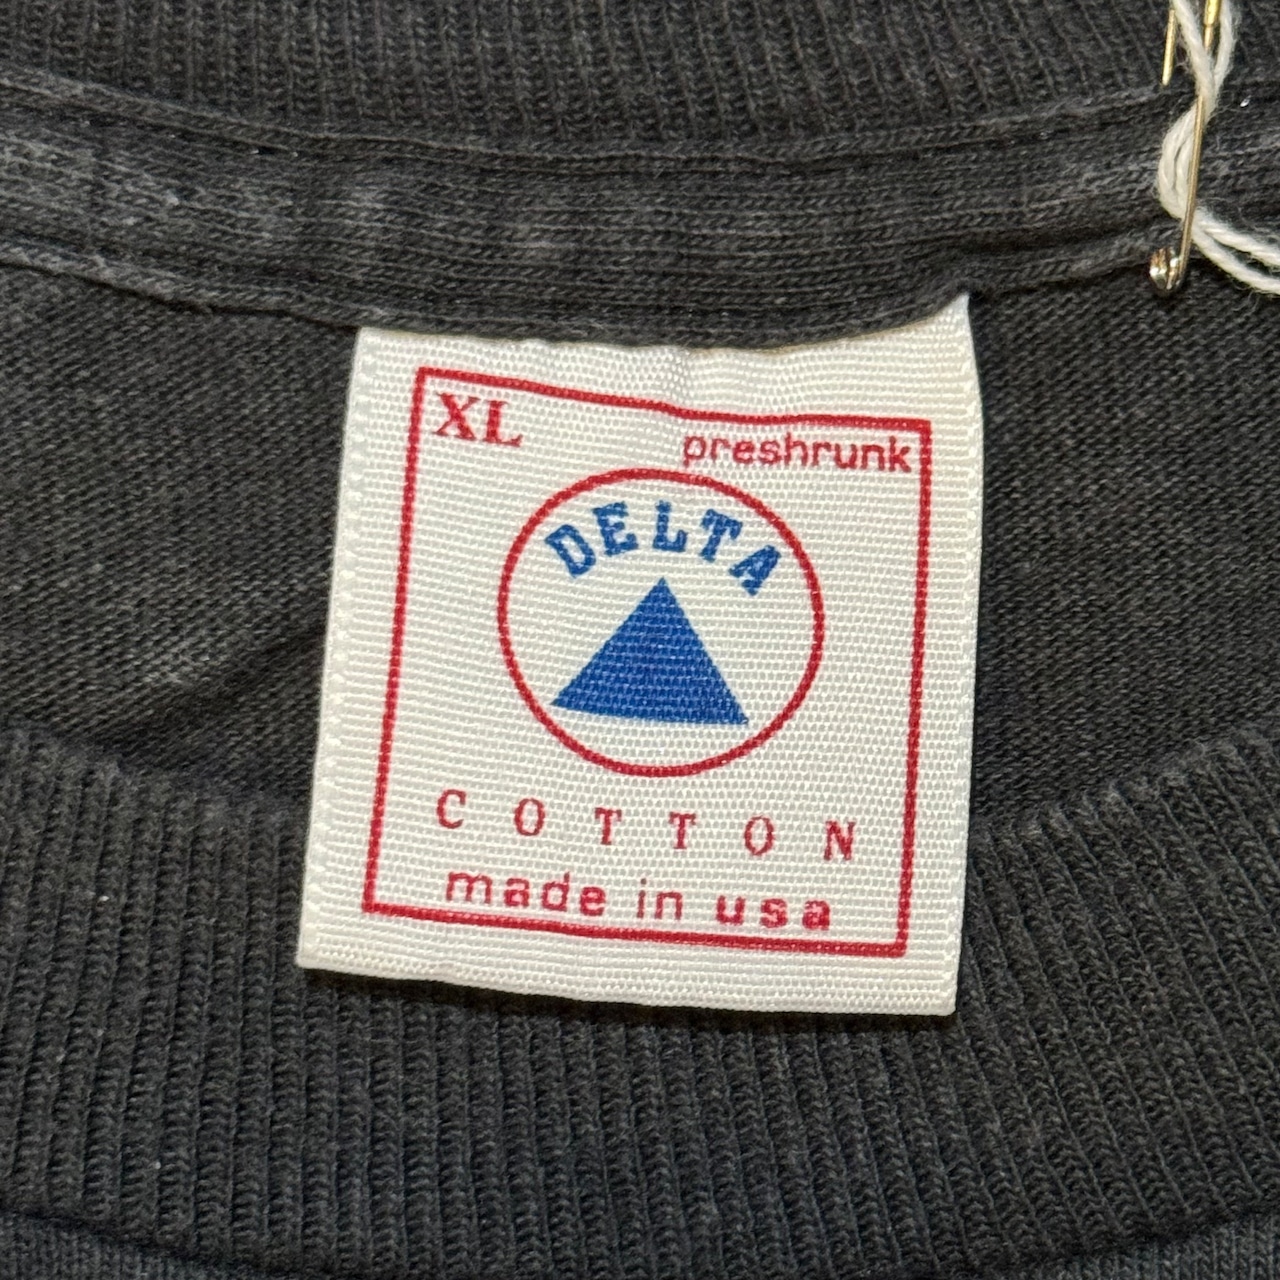 XL
preshrunk
DELTA
COTTON
made in usa